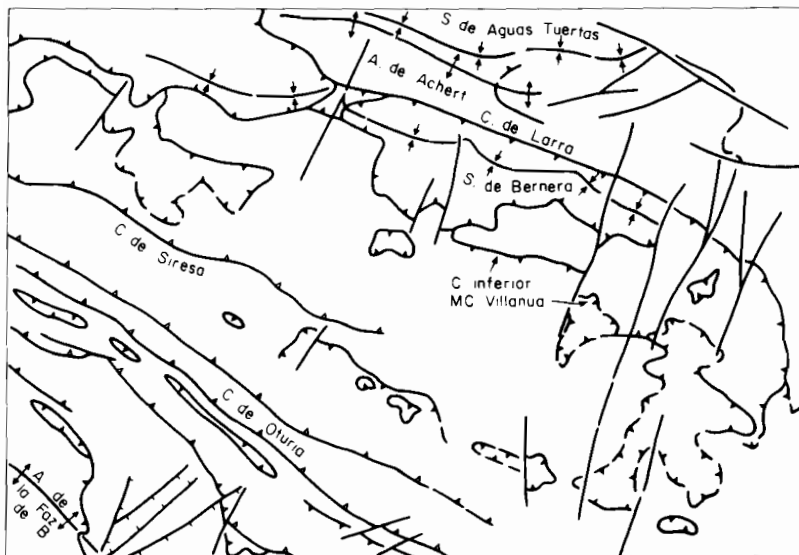 S de Aguas Tuertas
A. de Achert
C. de Larra
S. de Bernera
C de Siresa
C inferior
MC Villanua
C de Oturia
A de
la Faz
de B